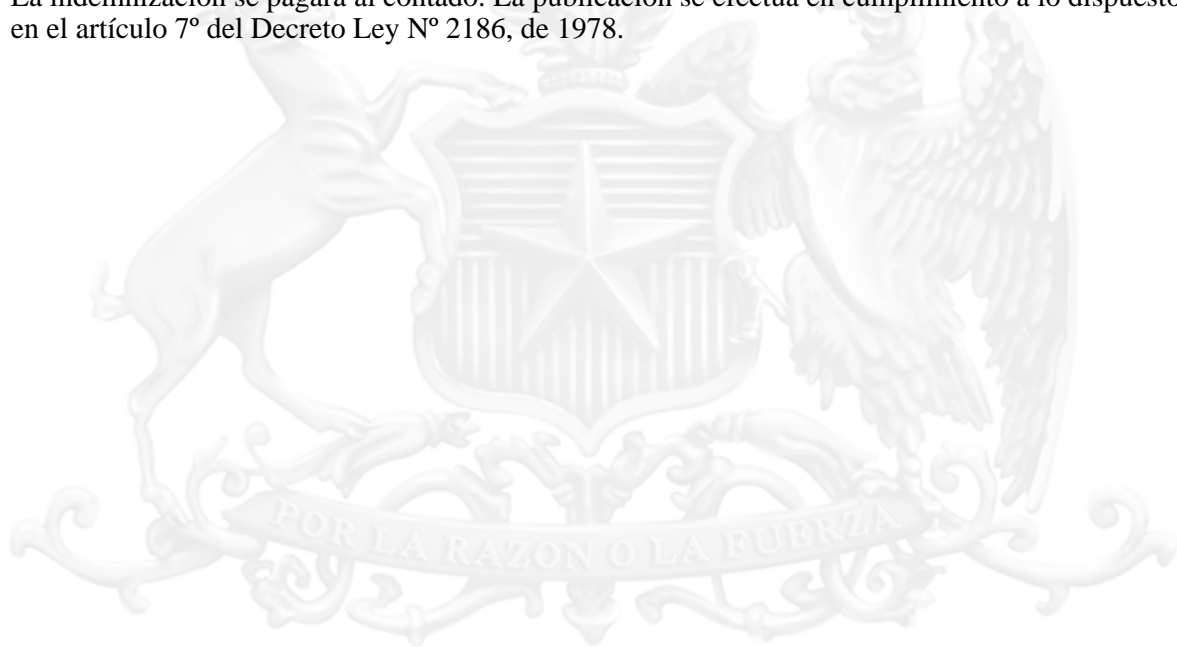 La indemnización se pagará al contado. La publicación se efectúa en cumplimiento a lo dispuesto
en el artículo 7º del Decreto Ley Nº 2186, de 1978.
POR LA RAZON O LA FUERZA